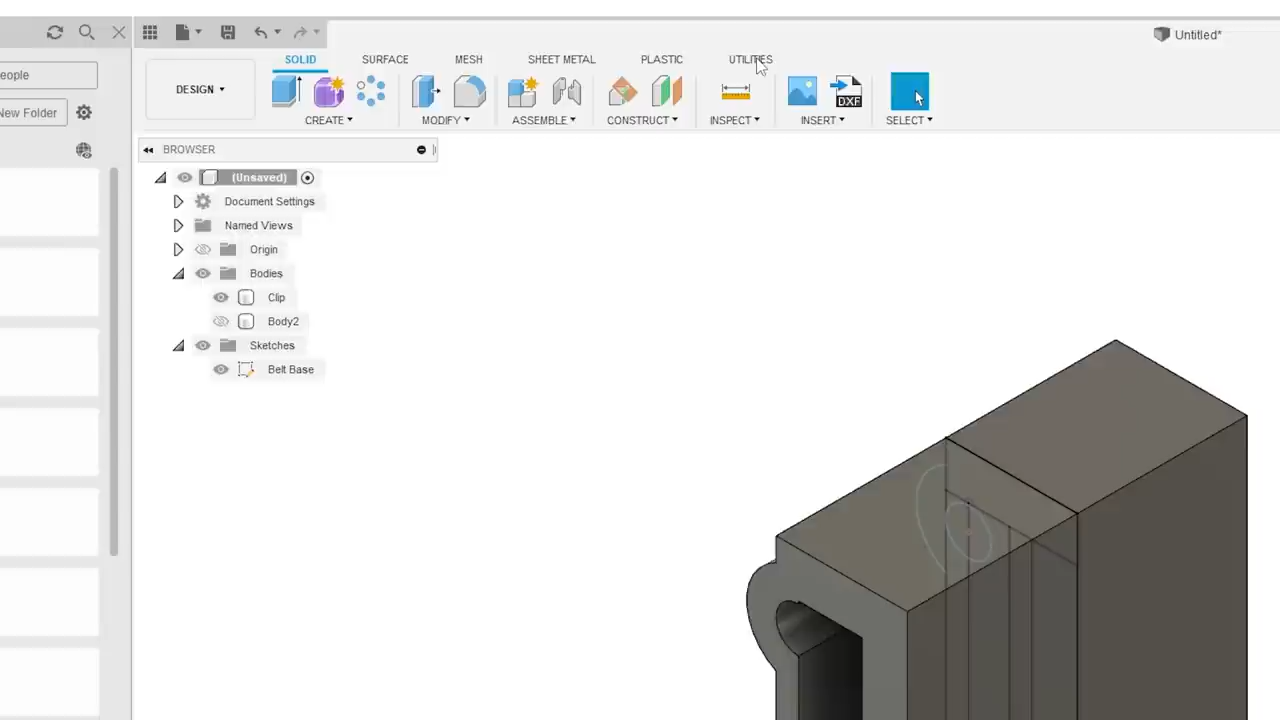 Untitled*
SOLID SURFACE MESH SHEET METAL PLASTIC UTILITIES
eople
DESIGN
New Folder
CREATE MODIFY ASSEMBLE CONSTRUCT INSPECT INSERT SELECT
DXF
BROWSER
(Unsaved)
Document Settings
Named Views
Origin
Bodies
Clip
Body2
Sketches
Belt Base